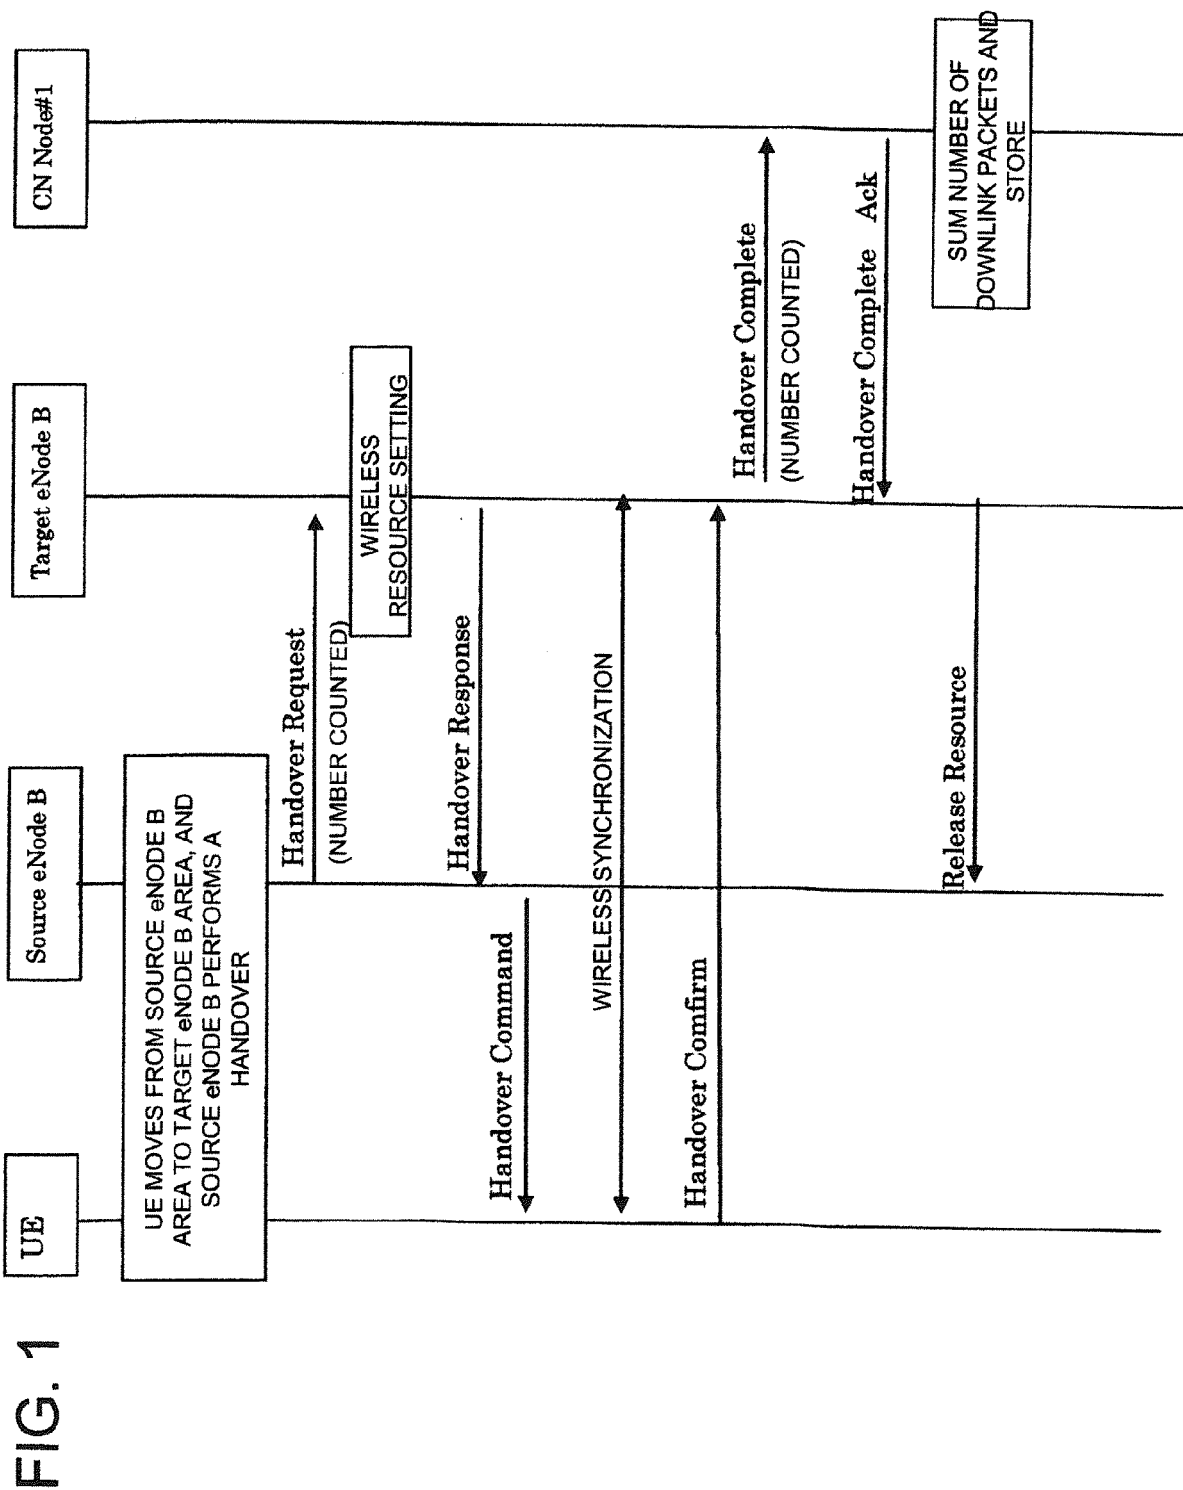 FIG. 1
UE
Source eNode B
Target eNode B
CN Node#1
UE MOVES FROM SOURCE eNODE B
AREA TO TARGET eNODE B AREA, AND
SOURCE eNODE B PERFORMS A
HANDOVER
Handover Request
(NUMBER COUNTED)
WIRELESS
RESOURCE SETTING
Handover Response
Handover Command
WIRELESS SYNCHRONIZATION
Handover Comfirm
Handover Complete
(NUMBER COUNTED)
Handover Complete Ack
SUM NUMBER OF
DOWNLINK PACKETS AND
STORE
Release Resource